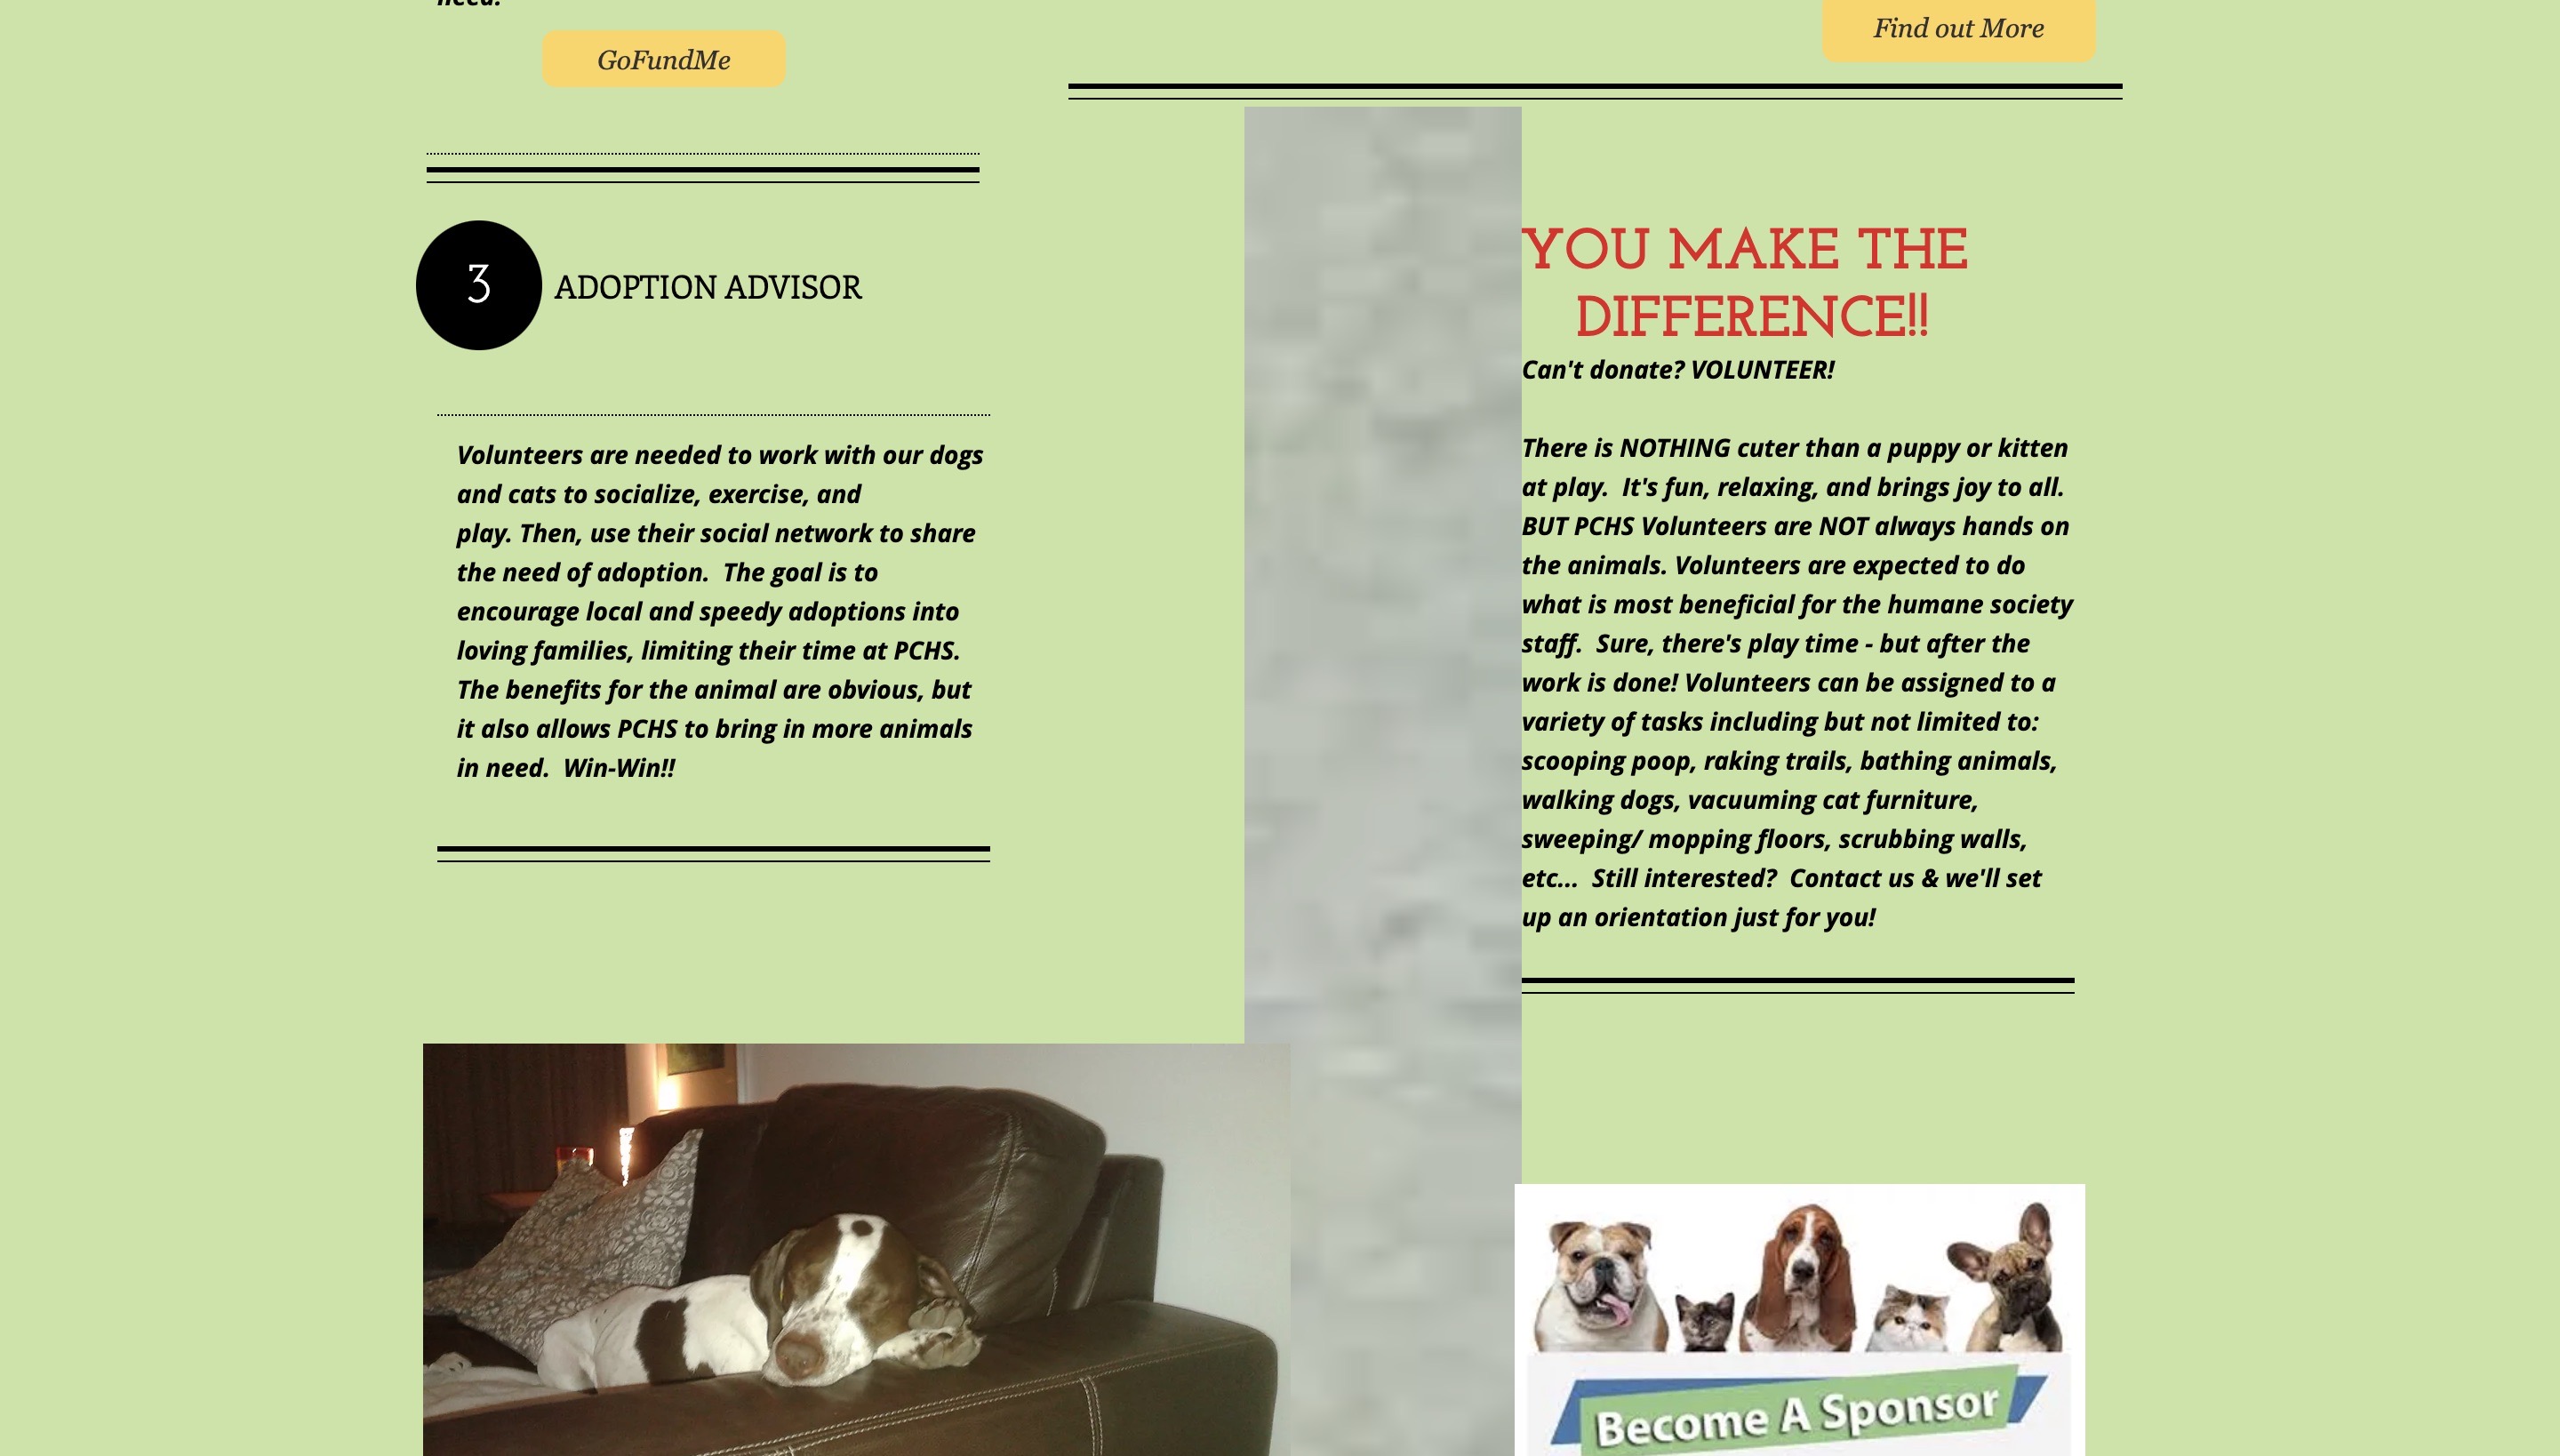 need.
GoFundMe
Find out More
3
ADOPTION ADVISOR
Volunteers are needed to work with our dogs
and cats to socialize, exercise, and
play. Then, use their social network to share
the need of adoption.  The goal is to
encourage local and speedy adoptions into
loving families, limiting their time at PCHS.
The benefits for the animal are obvious, but
it also allows PCHS to bring in more animals
in need.  Win-Win!!
YOU MAKE THE
DIFFERENCE!!
Can't donate? VOLUNTEER!
There is NOTHING cuter than a puppy or kitten
at play.  It's fun, relaxing, and brings joy to all.
BUT PCHS Volunteers are NOT always hands on
the animals. Volunteers are expected to do
what is most beneficial for the humane society
staff.  Sure, there's play time - but after the
work is done! Volunteers can be assigned to a
variety of tasks including but not limited to:
scooping poop, raking trails, bathing animals,
walking dogs, vacuuming cat furniture,
sweeping/ mopping floors, scrubbing walls,
etc...  Still interested?  Contact us & we'll set
up an orientation just for you!
Become A Sponsor